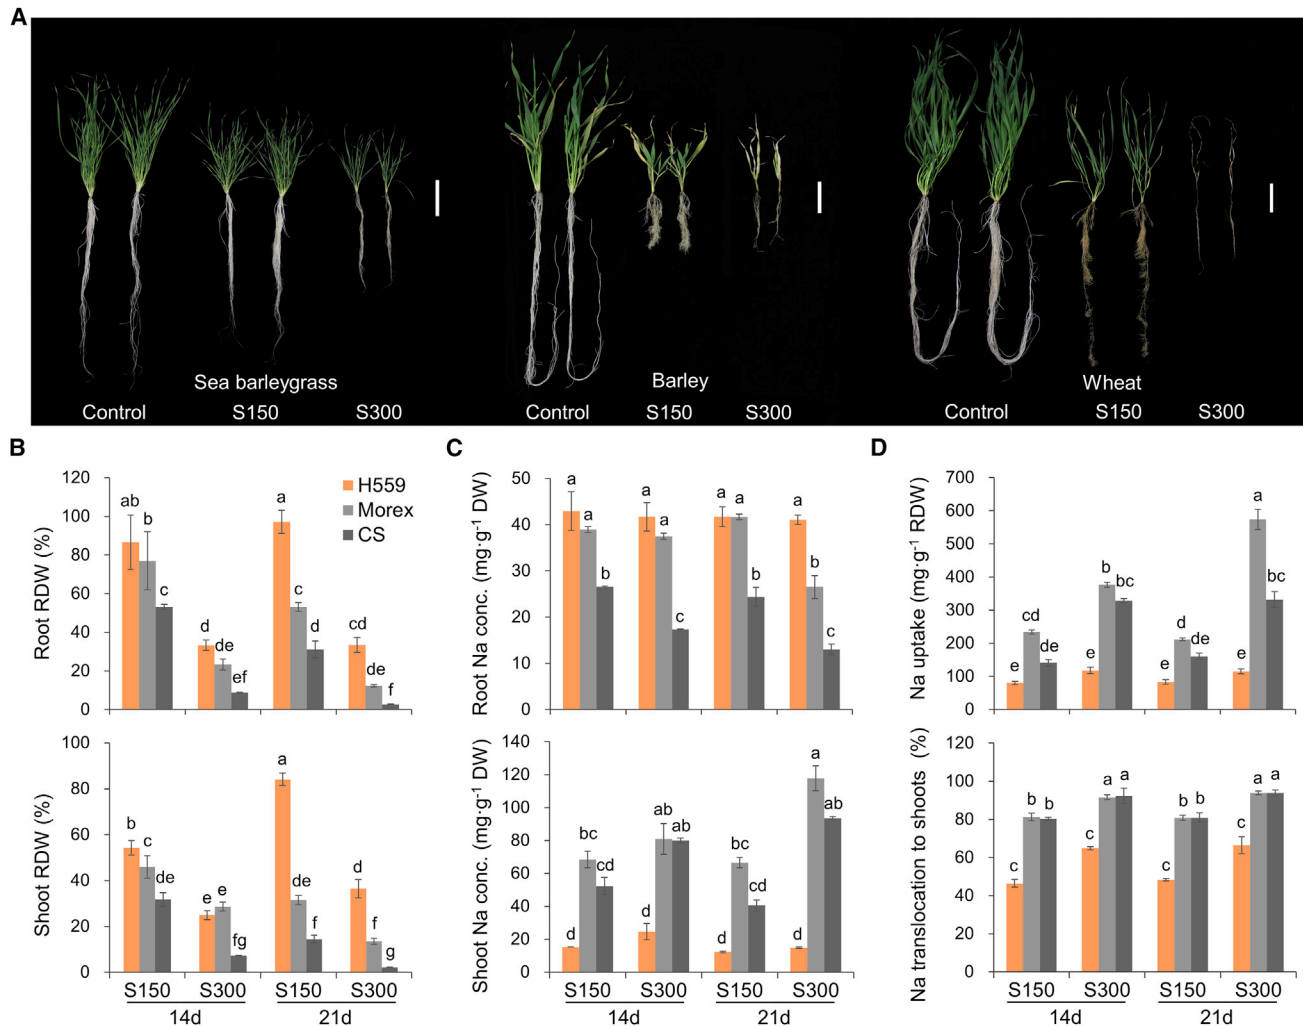 A
Sea barleygrass
Control S150 S300
Barley
Control S150 S300
Wheat
Control S150 S300
B
Root RDW (%)
120
100
80
60
40
20
0
H559
Morex
CS
ab b c
d de ef
a c d
cd de f
Shoot RDW (%)
100
80
60
40
20
0
b c de
e e fg
a de f
d f g
S150 S300 S150 S300
14d 21d
C
Root Na conc. (mg·g⁻¹ DW)
50
40
30
20
10
0
a a b
a a c
a a b
a b c
Shoot Na conc. (mg·g⁻¹ DW)
140
120
100
80
60
40
20
0
d bc cd
d ab ab
d bc cd
d a ab
S150 S300 S150 S300
14d 21d
D
Na uptake (mg·g⁻¹ RDW)
700
600
500
400
300
200
100
0
e cd de
e b bc
e d de
e a bc
Na translocation to shoots (%)
120
100
80
60
40
20
0
c b b
c a a
c b b
c a a
S150 S300 S150 S300
14d 21d